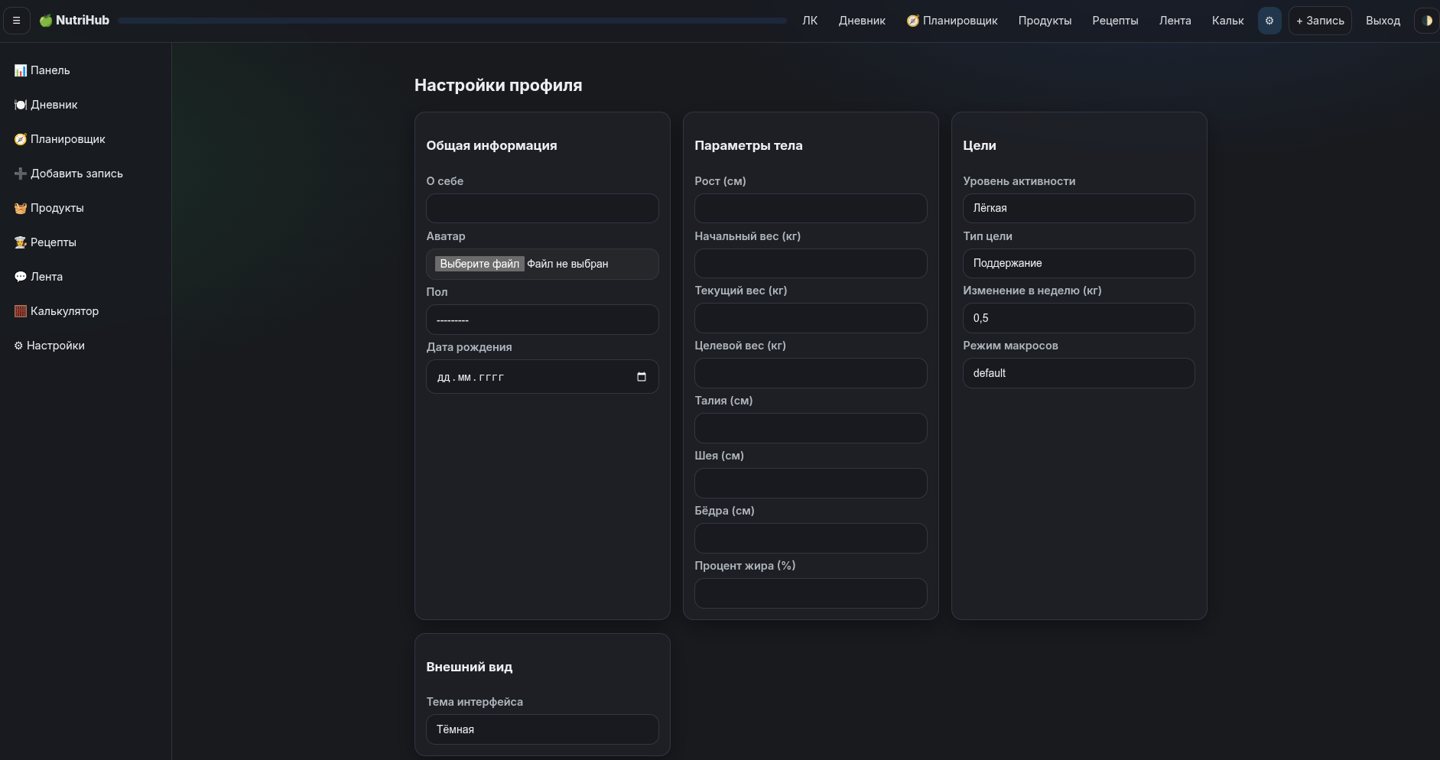 NutriHub
ЛК
Дневник
Планировщик
Продукты
Рецепты
Лента
Кальк
+ Запись
Выход
Панель
Дневник
Планировщик
Добавить запись
Продукты
Рецепты
Лента
Калькулятор
Настройки
Настройки профиля
Общая информация
О себе
Аватар
Выберите файл Файл не выбран
Пол
---------
Дата рождения
дд.мм.гггг
Параметры тела
Рост (см)
Начальный вес (кг)
Текущий вес (кг)
Целевой вес (кг)
Талия (см)
Шея (см)
Бёдра (см)
Процент жира (%)
Цели
Уровень активности
Лёгкая
Тип цели
Поддержание
Изменение в неделю (кг)
0,5
Режим макросов
default
Внешний вид
Тема интерфейса
Тёмная